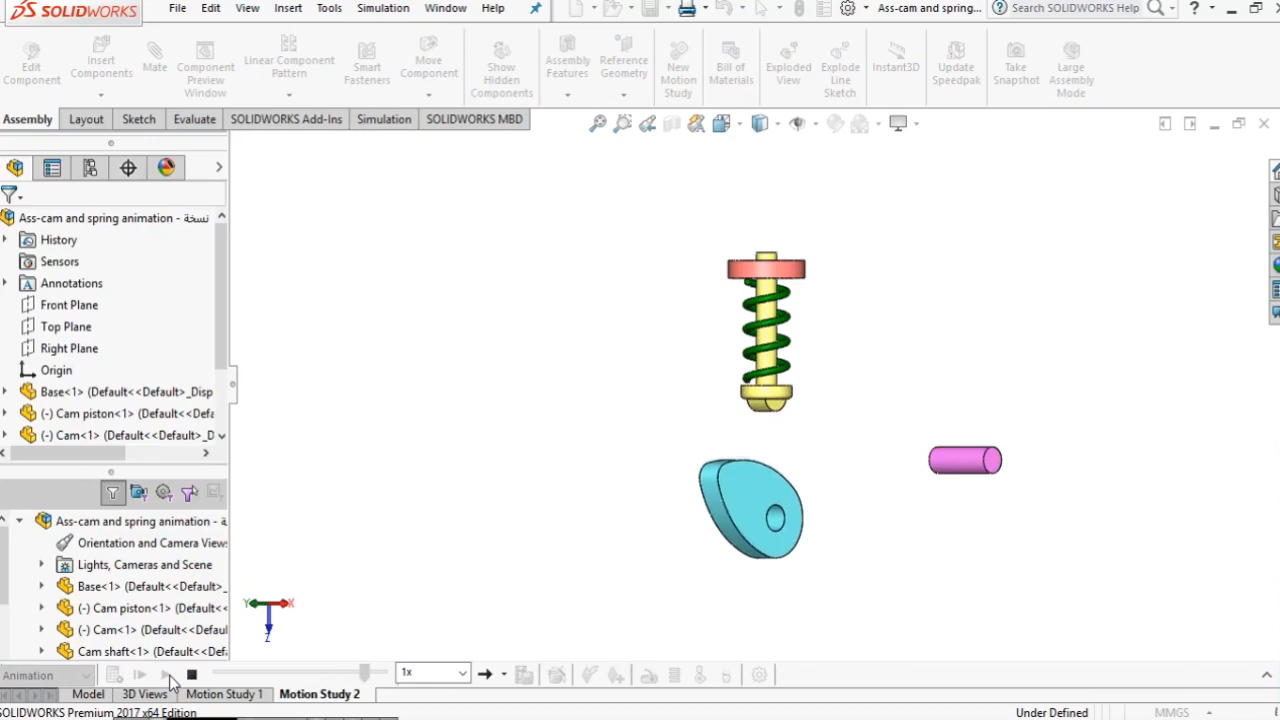 SOLIDWORKS File Edit View Insert Tools Simulation Window Help Ass-cam and spring... Search SOLIDWORKS Help ?
Edit Component
Insert Components
Mate
Component Preview Window
Linear Component Pattern
Smart Fasteners
Move Component
Show Hidden Components
Assembly Features
Reference Geometry
New Motion Study
Bill of Materials
Exploded View
Explode Line Sketch
Instant3D
Update Speedpak
Take Snapshot
Large Assembly Mode
Assembly Layout Sketch Evaluate SOLIDWORKS Add-Ins Simulation SOLIDWORKS MBD
Ass-cam and spring animation - نسخة
History
Sensors
Annotations
Front Plane
Top Plane
Right Plane
Origin
Base<1> (Default<<Default>_Disp
(-) Cam piston<1> (Default<<Defa
(-) Cam<1> (Default<<Default>_D
Ass-cam and spring animation - ة
Orientation and Camera Views
Lights, Cameras and Scene
Base<1> (Default<<Default>_
(-) Cam piston<1> (Default<<
(-) Cam<1> (Default<<Defaul
Cam shaft<1> (Default<<Def
Y X
Z
Animation 1x
Model 3D Views Motion Study 1 Motion Study 2
SOLIDWORKS Premium 2017 x64 Edition Under Defined MMGS